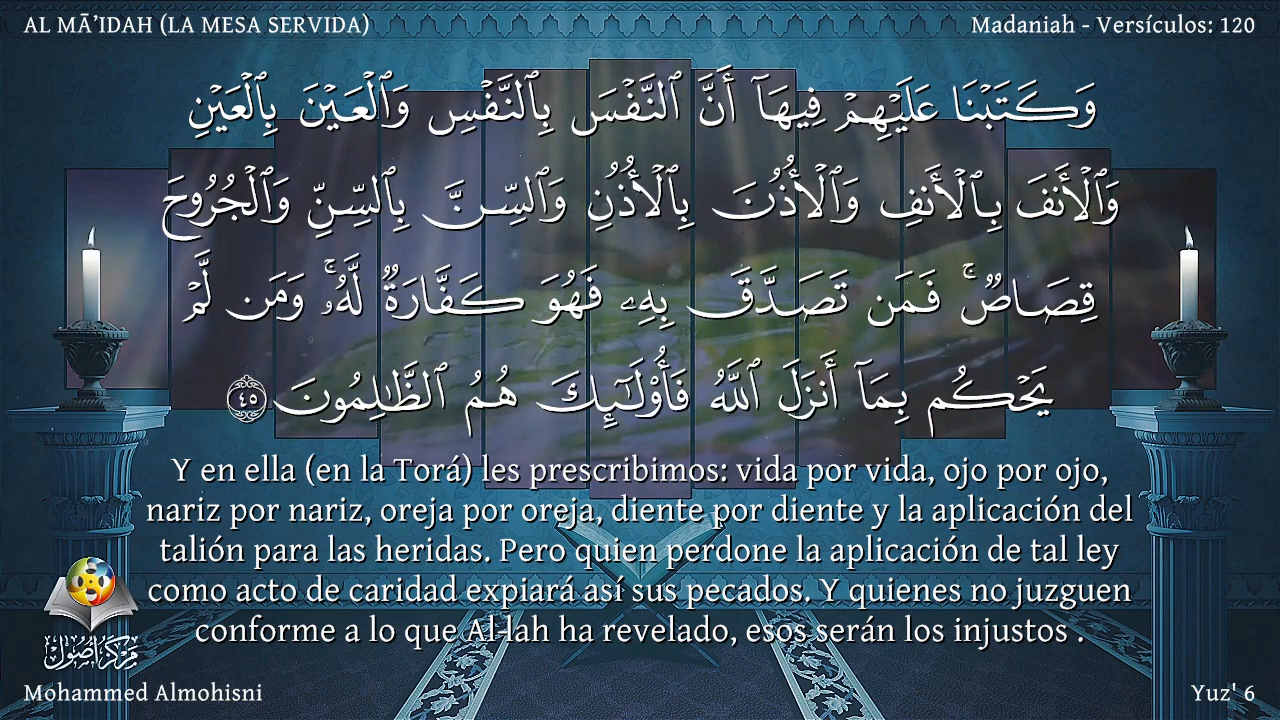 AL MĀ’IDAH (LA MESA SERVIDA)
Madaniah - Versículos: 120
وَكَتَبْنَا عَلَيْهِمْ فِيهَآ أَنَّ ٱلنَّفْسَ بِٱلنَّفْسِ وَٱلْعَيْنَ بِٱلْعَيْنِ
وَٱلْأَنفَ بِٱلْأَنفِ وَٱلْأُذُنَ بِٱلْأُذُنِ وَٱلسِّنَّ بِٱلسِّنِّ وَٱلْجُرُوحَ
قِصَاصٌۚ فَمَن تَصَدَّقَ بِهِۦ فَهُوَ كَفَّارَةٌ لَّهُۥۚ وَمَن لَّمْ
يَحْكُم بِمَآ أَنزَلَ ٱللَّهُ فَأُو۟لَـٰٓئِكَ هُمُ ٱلظَّـٰلِمُونَ ٤٥
Y en ella (en la Torá) les prescribimos: vida por vida, ojo por ojo,
nariz por nariz, oreja por oreja, diente por diente y la aplicación del
talión para las heridas. Pero quien perdone la aplicación de tal ley
como acto de caridad expiará así sus pecados. Y quienes no juzguen
conforme a lo que Al-lah ha revelado, esos serán los injustos .
مركز أصول
Mohammed Almohisni
Yuz' 6